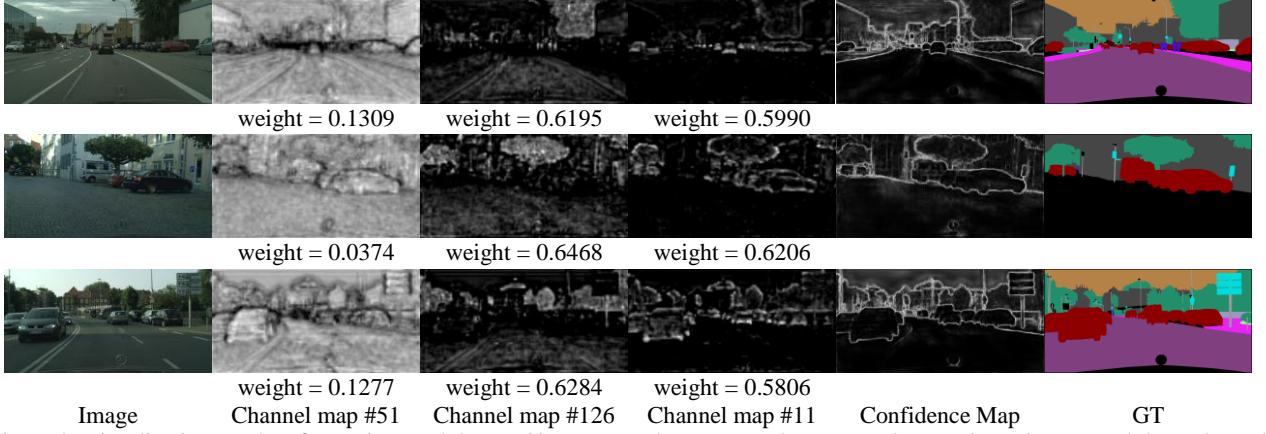 weight = 0.1309 weight = 0.6195 weight = 0.5990
weight = 0.0374 weight = 0.6468 weight = 0.6206
weight = 0.1277 weight = 0.6284 weight = 0.5806
Image Channel map #51 Channel map #126 Channel map #11 Confidence Map GT